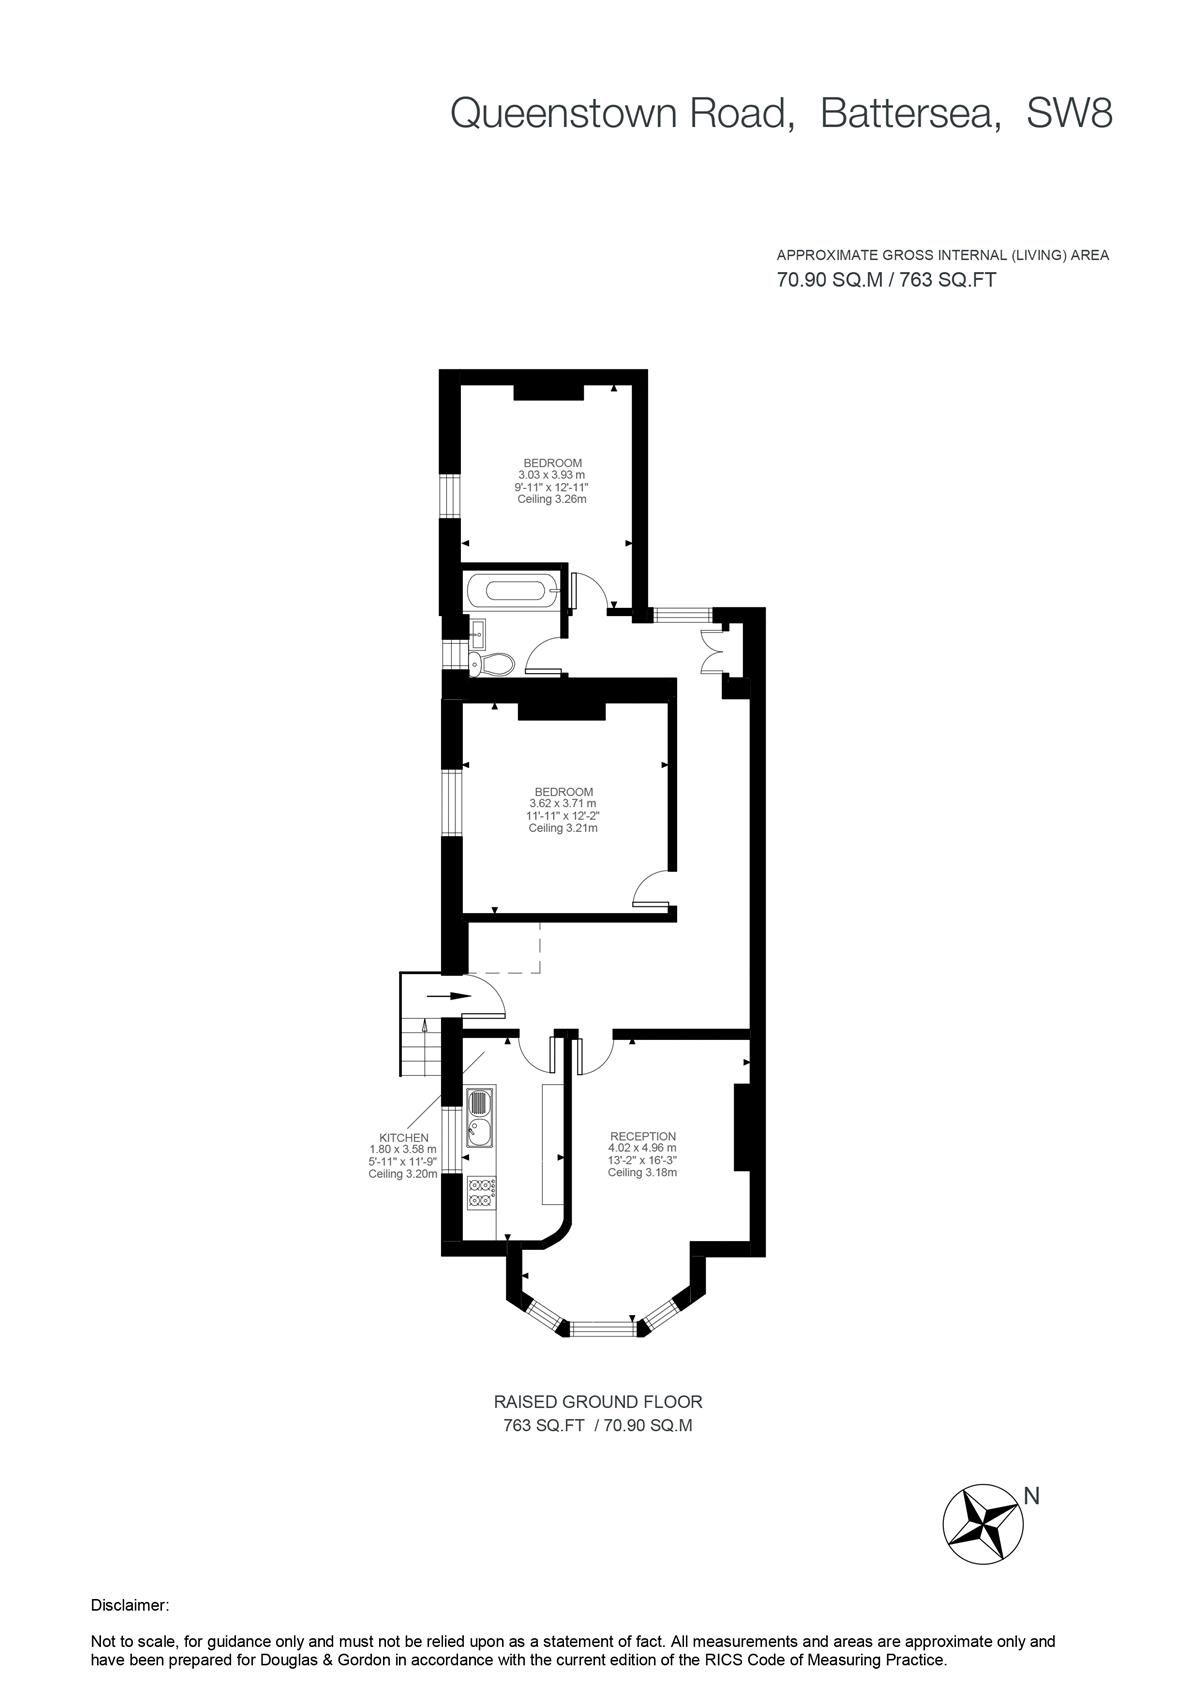 Queenstown Road, Battersea, SW8
APPROXIMATE GROSS INTERNAL (LIVING) AREA
70.90 SQ.M / 763 SQ.FT
BEDROOM
3.03 x 3.93 m
9'-11" x 12'-11"
Ceiling 3.26m
BEDROOM
3.62 x 3.71 m
11'-11" x 12'-2"
Ceiling 3.21m
KITCHEN
1.80 x 3.58 m
5'-11" x 11'-9"
Ceiling 3.20m
RECEPTION
4.02 x 4.96 m
13'-2" x 16'-3"
Ceiling 3.18m
RAISED GROUND FLOOR
763 SQ.FT / 70.90 SQ.M
N
Disclaimer:
Not to scale, for guidance only and must not be relied upon as a statement of fact. All measurements and areas are approximate only and
have been prepared for Douglas & Gordon in accordance with the current edition of the RICS Code of Measuring Practice.